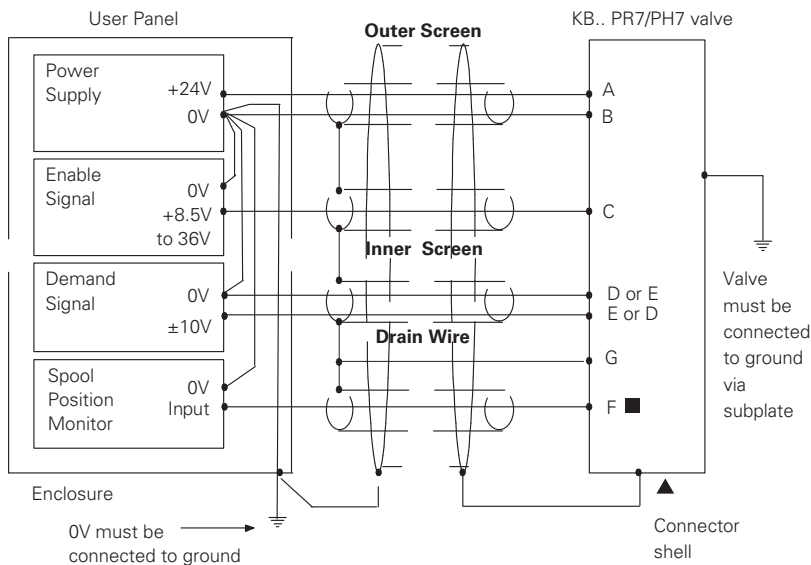 User Panel
Outer Screen
KB.. PR7/PH7 valve
Power
Supply
+24V
0V
A
B
Enable
Signal
0V
+8.5V
to 36V
C
Inner Screen
Demand
Signal
0V
±10V
D or E
E or D
Drain Wire
G
Spool
Position
Monitor
0V
Input
F ■
Valve
must be
connected
to ground
via
subplate
Enclosure
0V must be
connected to ground
▲
Connector
shell